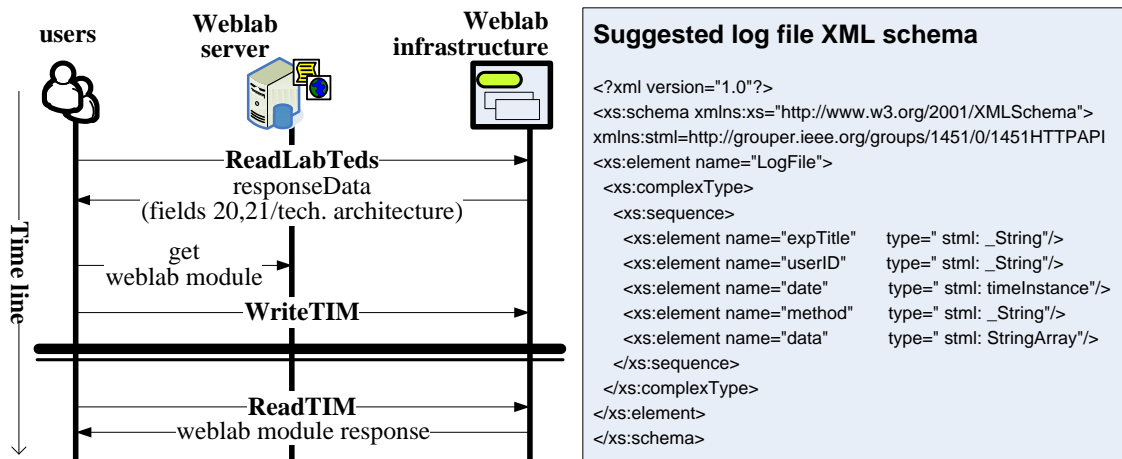 users
Weblab
server
Weblab
infrastructure
Time line
ReadLabTeds
responseData
(fields 20,21/tech. architecture)
get
weblab module
WriteTIM
ReadTIM
weblab module response
Suggested log file XML schema
<?xml version="1.0"?>
<xs:schema xmlns:xs="http://www.w3.org/2001/XMLSchema">
xmlns:stml=http://grouper.ieee.org/groups/1451/0/1451HTTPAPI
<xs:element name="LogFile">
<xs:complexType>
<xs:sequence>
<xs:element name="expTitle" type=" stml: _String"/>
<xs:element name="userID" type=" stml: _String"/>
<xs:element name="date" type=" stml: timeInstance"/>
<xs:element name="method" type=" stml: _String"/>
<xs:element name="data" type=" stml: StringArray"/>
</xs:sequence>
</xs:complexType>
</xs:element>
</xs:schema>